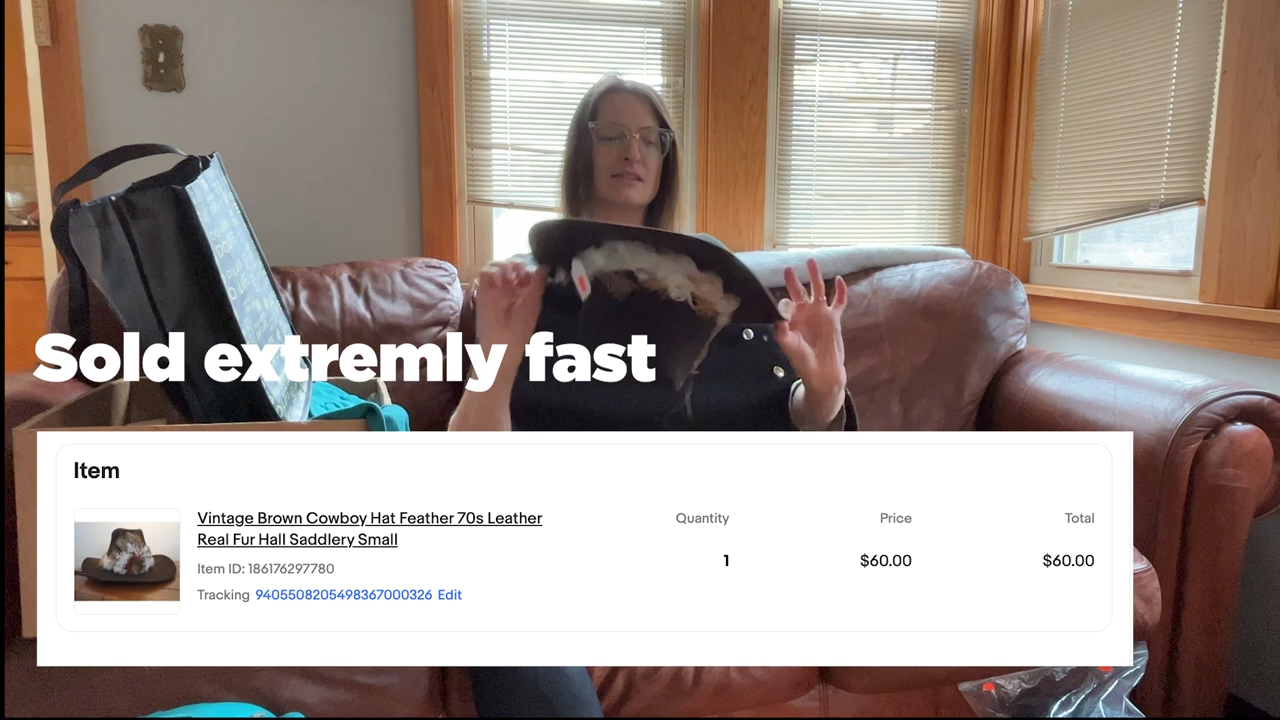 Sold extremly fast
Item
Vintage Brown Cowboy Hat Feather 70s Leather
Real Fur Hall Saddlery Small
Item ID: 186176297780
Tracking 9405508205498367000326 Edit
Quantity
1
Price
$60.00
Total
$60.00